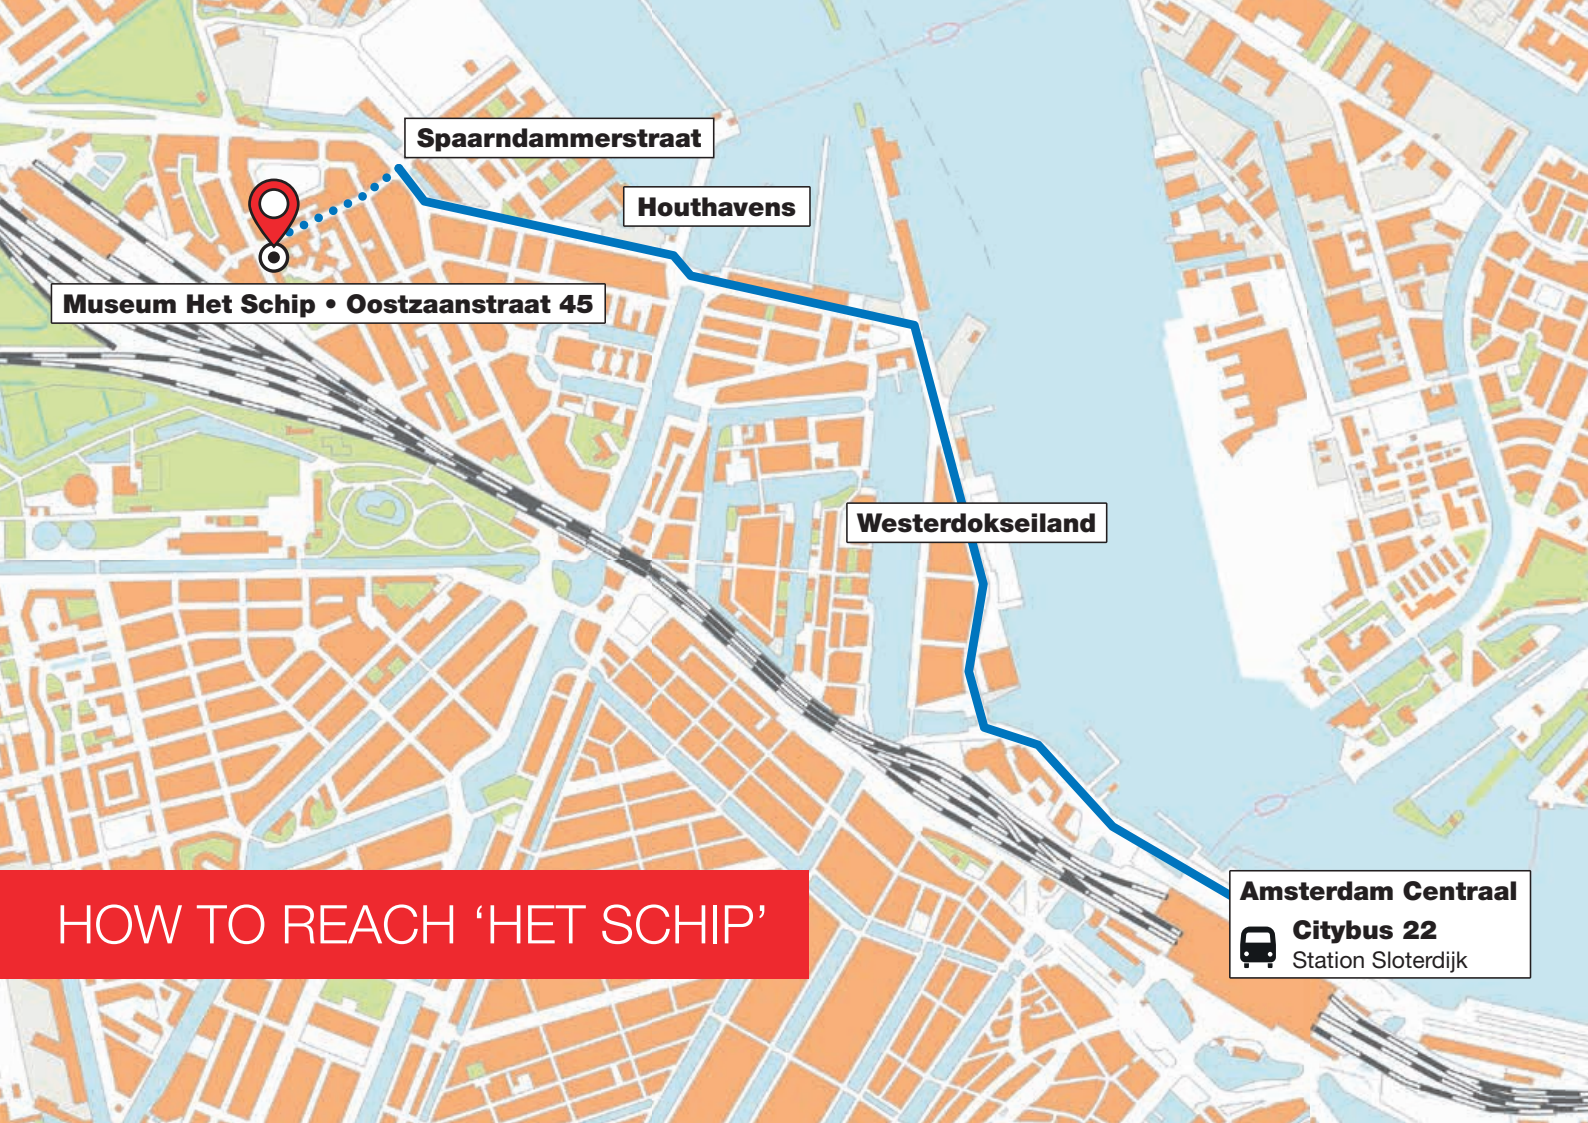 Spaarndammerstraat
Houthavens
Museum Het Schip • Oostzaanstraat 45
Westerdokseiland
HOW TO REACH ‘HET SCHIP’
Amsterdam Centraal
Citybus 22
Station Sloterdijk